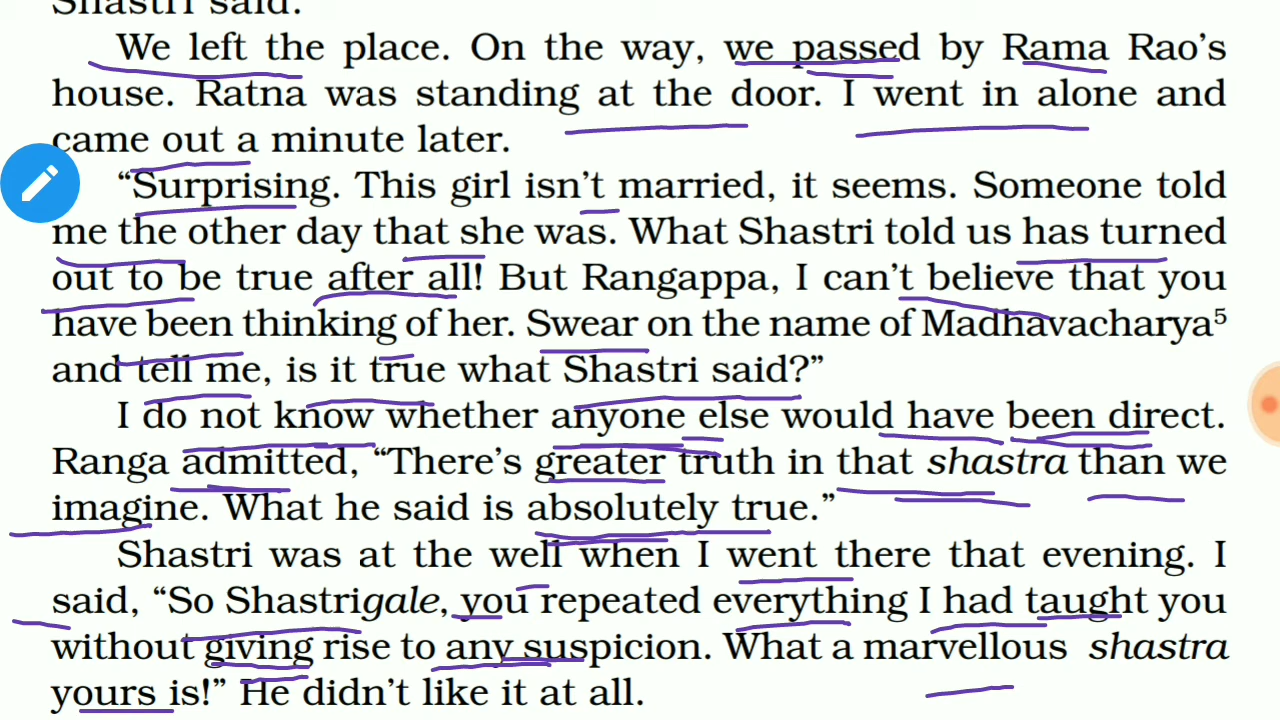 Shastri said.
We left the place. On the way, we passed by Rama Rao’s
house. Ratna was standing at the door. I went in alone and
came out a minute later.
“Surprising. This girl isn’t married, it seems. Someone told
me the other day that she was. What Shastri told us has turned
out to be true after all! But Rangappa, I can’t believe that you
have been thinking of her. Swear on the name of Madhavacharya⁵
and tell me, is it true what Shastri said?”
I do not know whether anyone else would have been direct.
Ranga admitted, “There’s greater truth in that shastra than we
imagine. What he said is absolutely true.”
Shastri was at the well when I went there that evening. I
said, “So Shastrigale, you repeated everything I had taught you
without giving rise to any suspicion. What a marvellous shastra
yours is!” He didn’t like it at all.